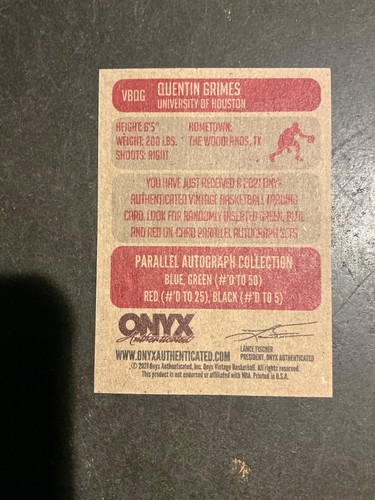 VBQG
QUENTIN GRIMES
UNIVERSITY OF HOUSTON
HEIGHT: 6'5"
WEIGHT: 200 LBS.
SHOOTS: RIGHT
HOMETOWN:
THE WOODLANDS, TX
YOU HAVE JUST RECEIVED A 2021 ONYX
AUTHENTICATED VINTAGE BASKETBALL TRADING
CARD. LOOK FOR RANDOMLY INSERTED GREEN, BLUE
AND RED ON-CARD PARALLEL AUTOGRAPH SETS
PARALLEL AUTOGRAPH COLLECTION
BLUE, GREEN (#'D TO 50)
RED (#'D TO 25), BLACK (#'D TO 5)
ONYX
Authenticated
WWW.ONYXAUTHENTICATED.COM
LANCE FISCHER
PRESIDENT, ONYX AUTHENTICATED
© 2021 Onyx Authenticated, Inc. Onyx Vintage Basketball. All rights reserved.
This product is not endorsed or affiliated with NBA. Printed in U.S.A.